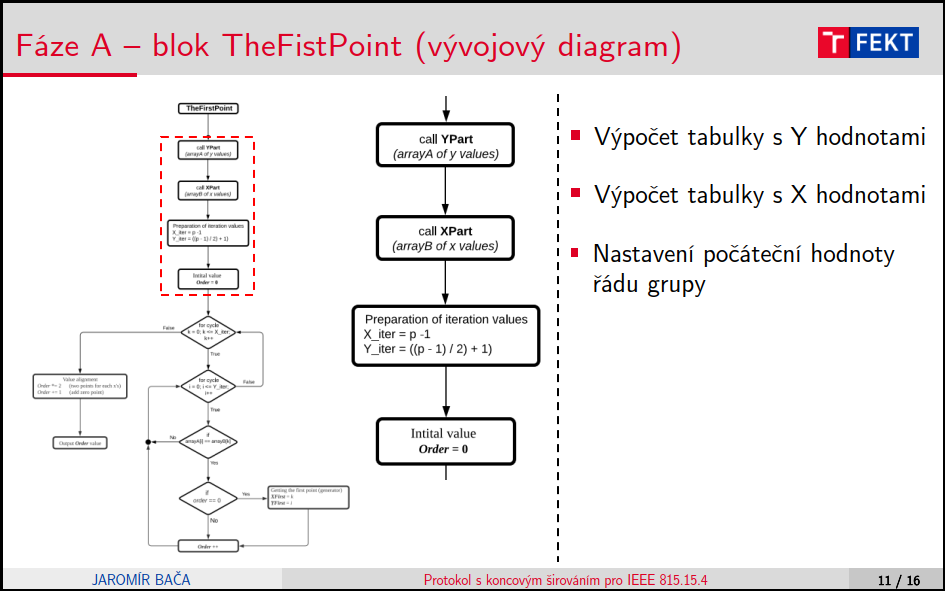 Fáze A – blok TheFistPoint (vývojový diagram)
T FEKT
TheFirstPoint
call YPart
(arrayA of y values)
call XPart
(arrayB of x values)
Preparation of iteration values
X_iter = p -1
Y_iter = ((p - 1) / 2) + 1)
Intital value
Order = 0
for cycle
k = 0; k <= X_iter;
k++
False
True
for cycle
i = 0; i <= Y_iter;
i++
False
True
Value alignment
Order *= 2 (two points for each x's)
Order += 1 (add zero point)
Output Order value
if
arrayA[i] == arrayB[k]
No
Yes
if
order == 0
Yes
No
Getting the first point (generator)
XFirst = k
YFirst = i
Order ++
call YPart
(arrayA of y values)
call XPart
(arrayB of x values)
Preparation of iteration values
X_iter = p -1
Y_iter = ((p - 1) / 2) + 1)
Intital value
Order = 0
Výpočet tabulky s Y hodnotami
Výpočet tabulky s X hodnotami
Nastavení počáteční hodnoty
řádu grupy
JAROMÍR BAČA
Protokol s koncovým šírováním pro IEEE 815.15.4
11 / 16